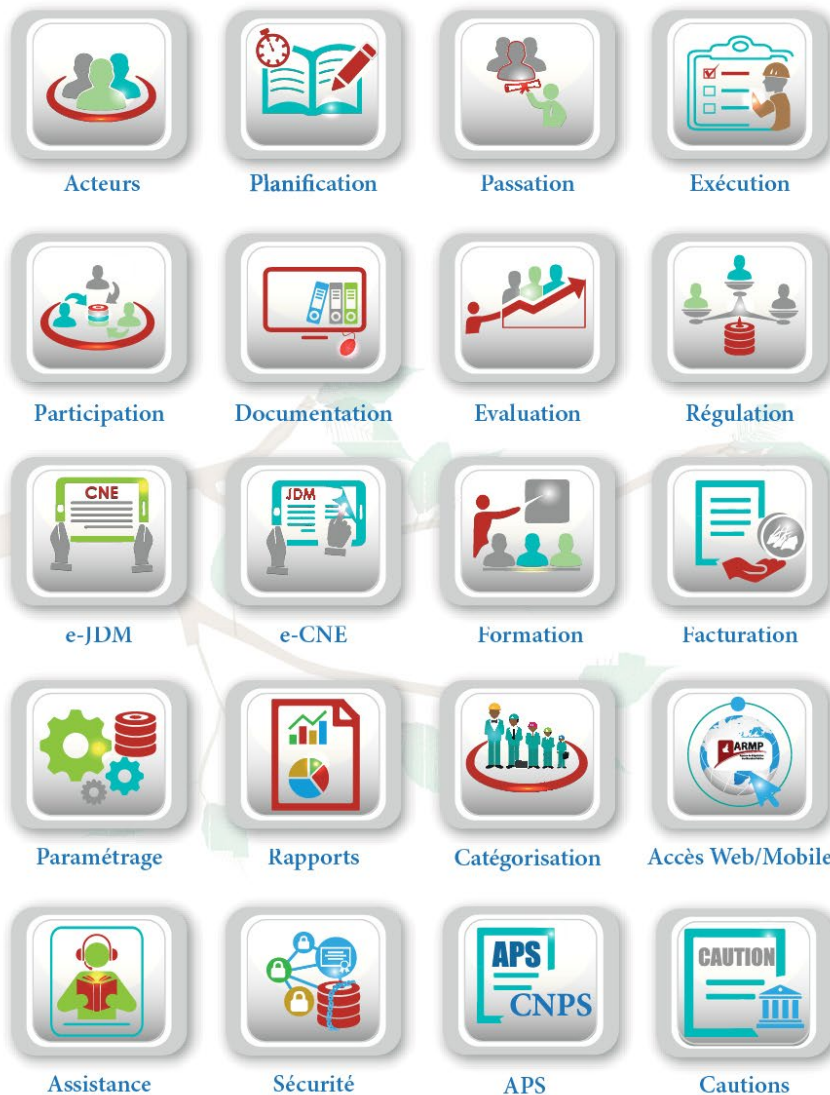 Acteurs
Planification
Passation
Exécution
Participation
Documentation
Evaluation
Régulation
CNE
JDM
e-JDM
e-CNE
Formation
Facturation
ARMP
Paramétrage
Rapports
Catégorisation
Accès Web/Mobile
APS
CNPS
CAUTION
Assistance
Sécurité
APS
Cautions